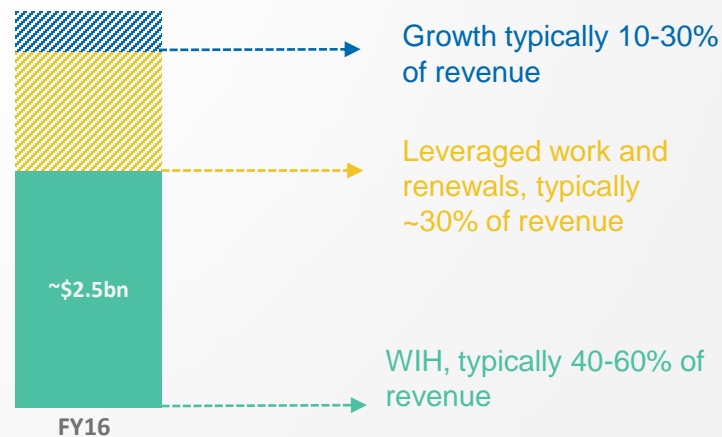 Growth typically 10-30%
of revenue
Leveraged work and
renewals, typically
~30% of revenue
~$2.5bn
WIH, typically 40-60% of
revenue
FY16